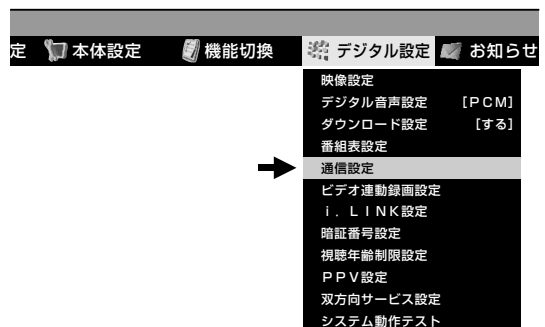 定 本体設定 機能切換 デジタル設定 お知らせ
映像設定
デジタル音声設定 [PCM]
ダウンロード設定 [する]
番組表設定
通信設定
ビデオ連動録画設定
i.LINK設定
暗証番号設定
視聴年齢制限設定
PPV設定
双方向サービス設定
システム動作テスト